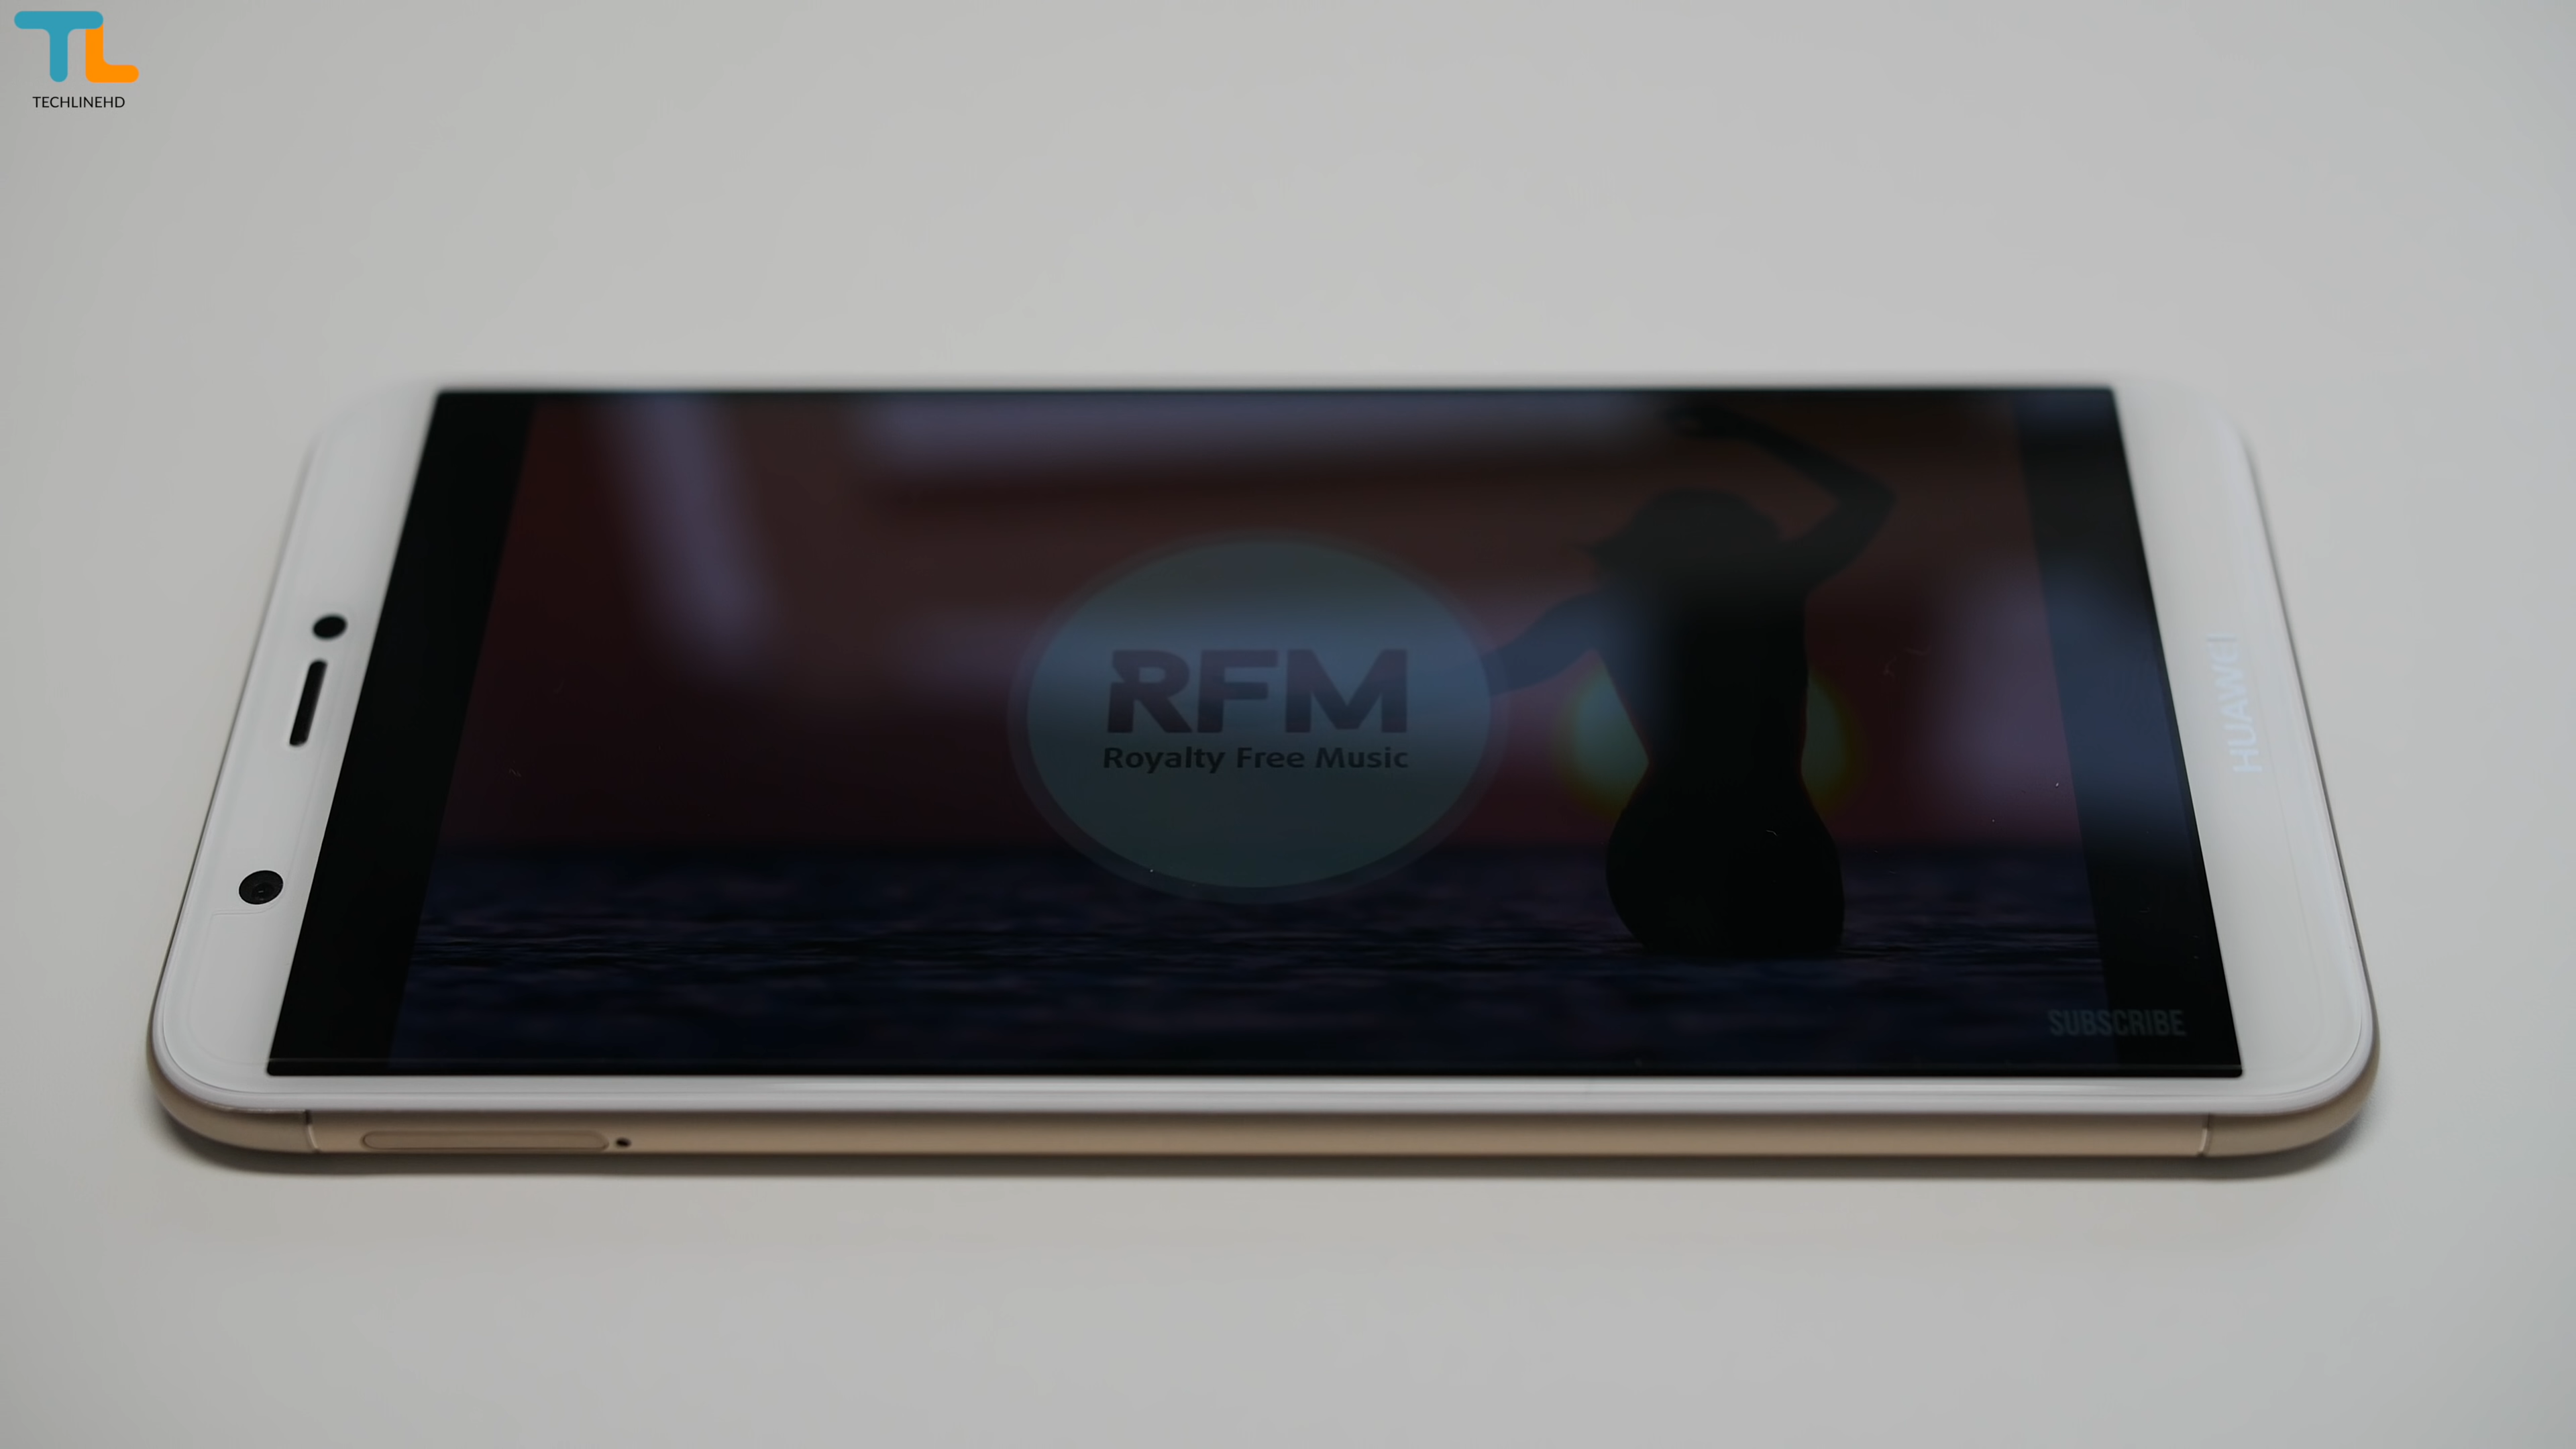 TL
TECHLINEHD
RFM
Royalty Free Music
HUAWEI
SUBSCRIBE